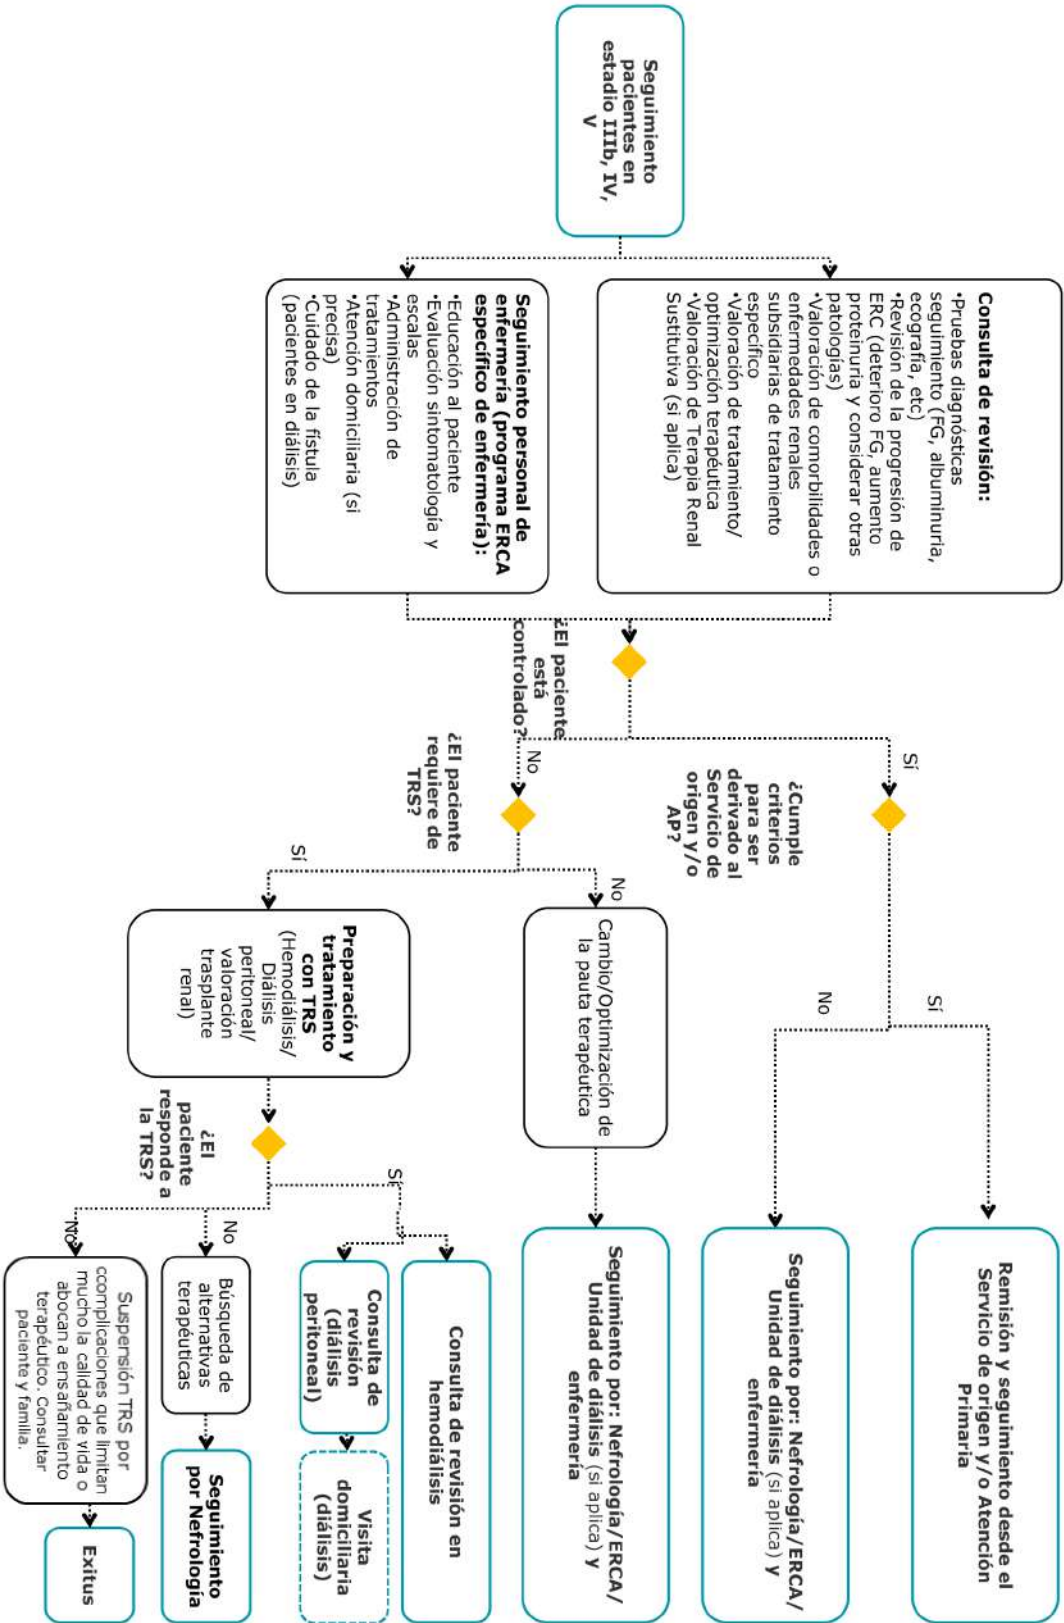 Seguimiento
pacientes en
estadio IIIb, IV,
V
Consulta de revisión:
•Pruebas diagnósticas
seguimiento (FG, albuminuria,
ecografía, etc)
•Revisión de la progresión de
ERC (deterioro FG, aumento
proteinuria y considerar otras
patologías)
•Valoración de comorbilidades o
enfermedades renales
subsidiarias de tratamiento
específico
•Valoración de tratamiento/
optimización terapéutica
•Valoración de Terapia Renal
Sustitutiva (si aplica)
Seguimiento personal de
enfermería (programa ERCA
específico de enfermería):
•Educación al paciente
•Evaluación sintomatología y
escalas
•Administración de
tratamientos
•Atención domiciliaria (si
precisa)
•Cuidado de la fístula
(pacientes en diálisis)
¿El paciente
está
controlado?
Sí
¿Cumple
criterios
para ser
derivado al
Servicio de
origen y/o
AP?
Sí
Remisión y seguimiento desde el
Servicio de origen y/o Atención
Primaria
No
Seguimiento por: Nefrología/ERCA/
Unidad de diálisis (si aplica) y
enfermería
No
¿El paciente
requiere de
TRS?
No
Cambio/Optimización de
la pauta terapéutica
Seguimiento por: Nefrología/ERCA/
Unidad de diálisis (si aplica) y
enfermería
Sí
Preparación y
tratamiento
con TRS
(Hemodiálisis/
Diálisis
peritoneal/
valoración
trasplante
renal)
¿El
paciente
responde a
la TRS?
Sí
Consulta de revisión en
hemodiálisis
Consulta de
revisión
(diálisis
peritoneal)
Visita
domiciliaria
(diálisis)
No
Búsqueda de
alternativas
terapéuticas
Seguimiento
por Nefrología
No
Suspensión TRS por
ccomplicaciones que limitan
mucho la calidad de vida o
abocan a ensañamiento
terapéutico. Consultar
paciente y familia.
Exitus